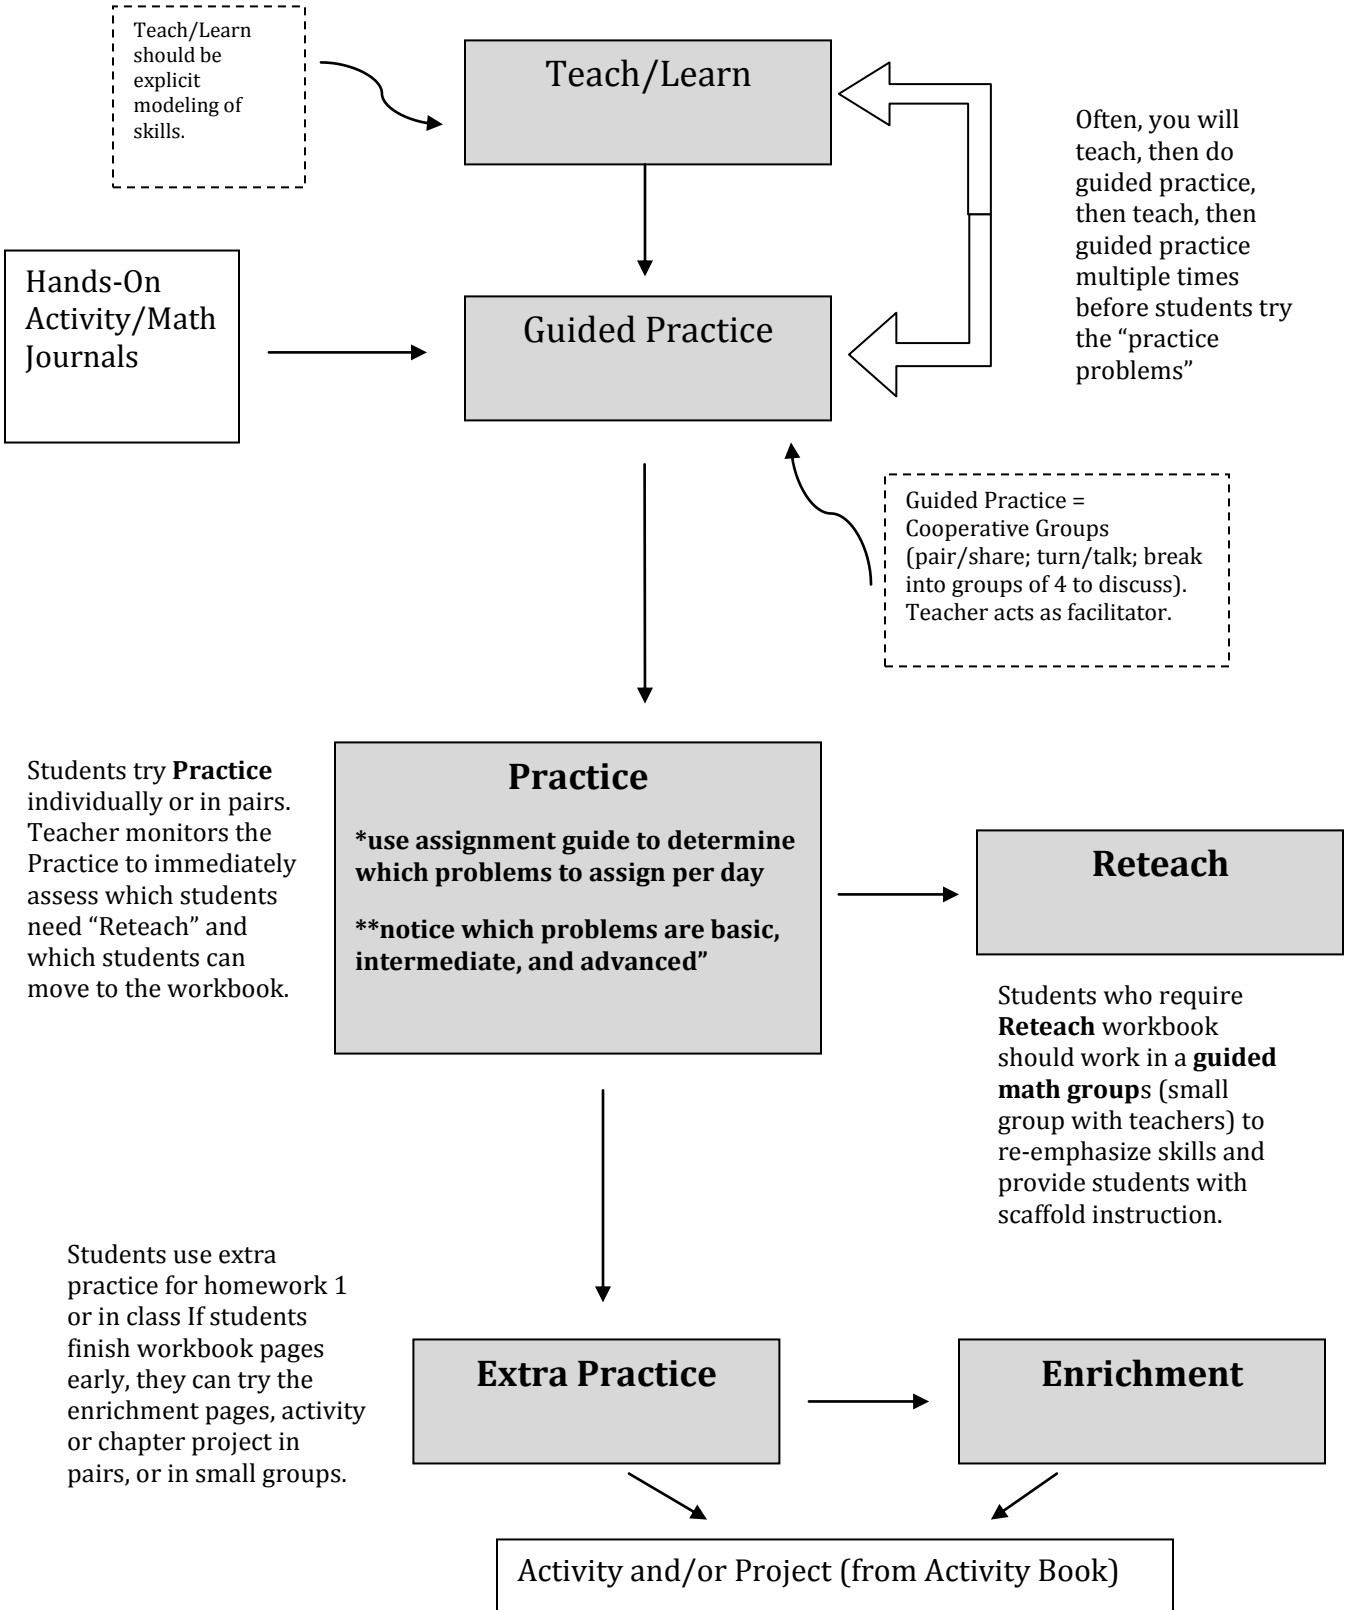 Teach/Learn
should be
explicit
modeling of
skills.
Teach/Learn
Often, you will
teach, then do
guided practice,
then teach, then
guided practice
multiple times
before students try
the “practice
problems”
Hands-On
Activity/Math
Journals
Guided Practice
Guided Practice =
Cooperative Groups
(pair/share; turn/talk; break
into groups of 4 to discuss).
Teacher acts as facilitator.
Students try Practice
individually or in pairs.
Teacher monitors the
Practice to immediately
assess which students
need “Reteach” and
which students can
move to the workbook.
Practice
*use assignment guide to determine
which problems to assign per day
**notice which problems are basic,
intermediate, and advanced”
Reteach
Students who require
Reteach workbook
should work in a guided
math groups (small
group with teachers) to
re-emphasize skills and
provide students with
scaffold instruction.
Students use extra
practice for homework 1
or in class If students
finish workbook pages
early, they can try the
enrichment pages, activity
or chapter project in
pairs, or in small groups.
Extra Practice
Enrichment
Activity and/or Project (from Activity Book)